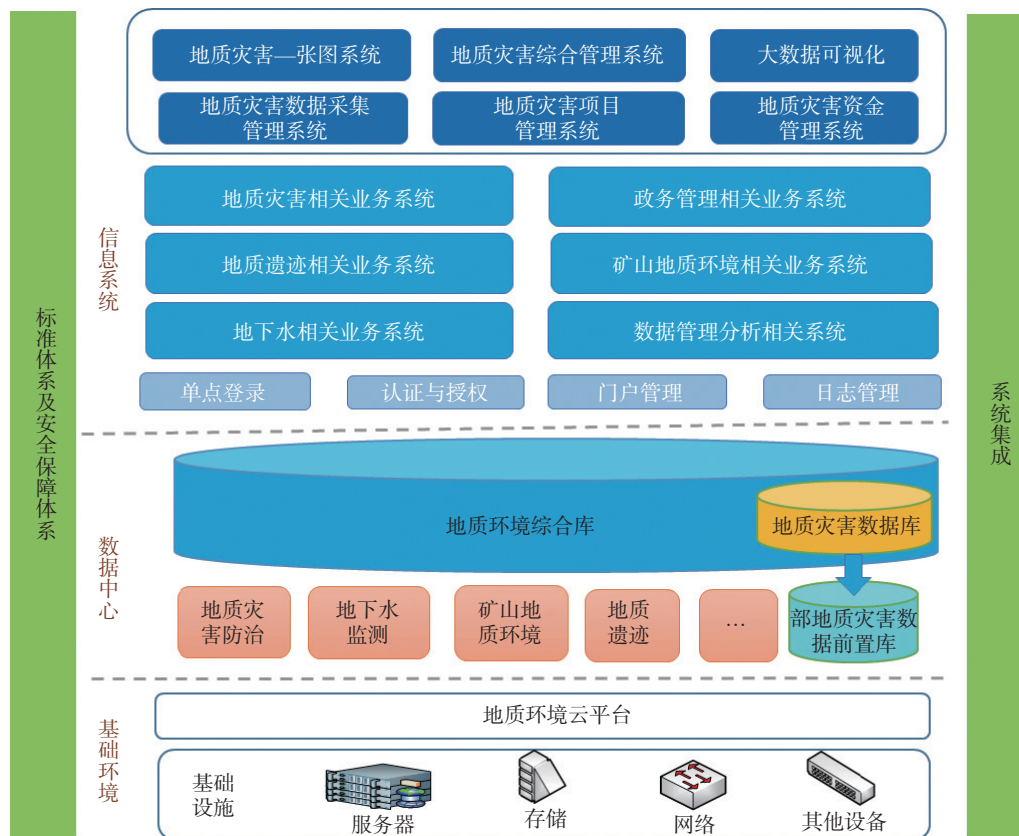 地质灾害—张图系统
地质灾害综合管理系统
大数据可视化
地质灾害数据采集
管理系统
地质灾害项目
管理系统
地质灾害资金
管理系统
信息系统
地质灾害相关业务系统
政务管理相关业务系统
地质遗迹相关业务系统
矿山地质环境相关业务系统
地下水相关业务系统
数据管理分析相关系统
单点登录
认证与授权
门户管理
日志管理
标准体系及安全保障体系
系统集成
数据中心
地质环境综合库
地质灾害数据库
地质灾
害防治
地下水
监测
矿山地
质环境
地质
遗迹
…
部地质灾害数
据前置库
基础环境
地质环境云平台
基础
设施
服务器
存储
网络
其他设备